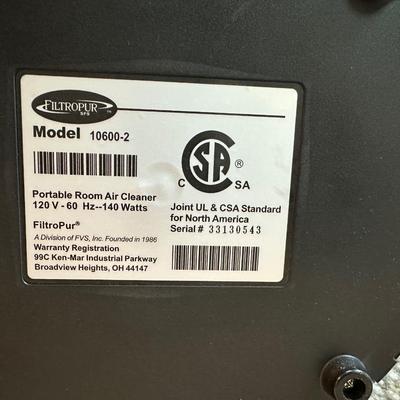 FILTROPUR
SFS
Model 10600-2
Portable Room Air Cleaner
120 V - 60 Hz--140 Watts
FiltroPur®
A Division of FVS, Inc. Founded in 1986
Warranty Registration
99C Ken-Mar Industrial Parkway
Broadview Heights, OH 44147
C SA ®
SA
Joint UL & CSA Standard
for North America
Serial # 33130543